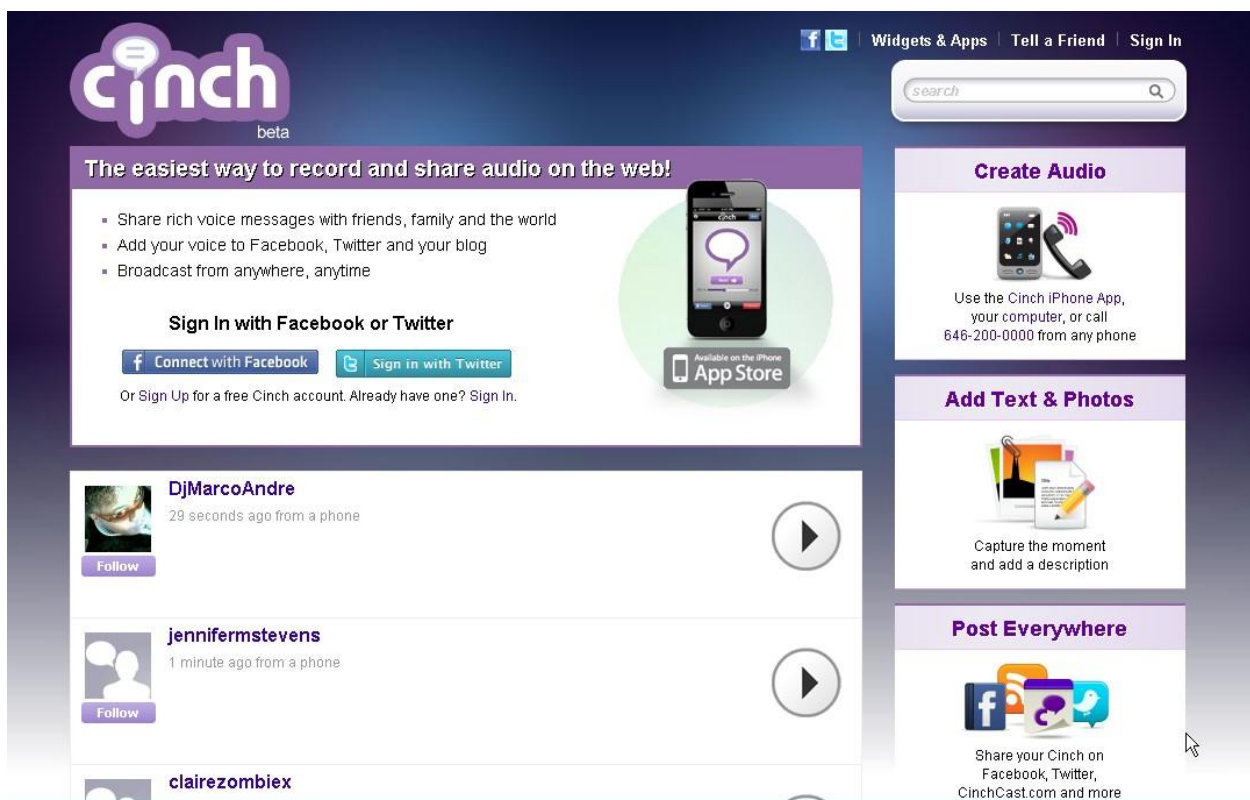 cinch
beta
Widgets & Apps | Tell a Friend | Sign In
search
The easiest way to record and share audio on the web!
Share rich voice messages with friends, family and the world
Add your voice to Facebook, Twitter and your blog
Broadcast from anywhere, anytime
Sign In with Facebook or Twitter
Connect with Facebook
Sign in with Twitter
Or Sign Up for a free Cinch account. Already have one? Sign In.
cinch
Available on the iPhone
App Store
DjMarcoAndre
29 seconds ago from a phone
Follow
jennifermstevens
1 minute ago from a phone
Follow
clairezombiex
Create Audio
Use the Cinch iPhone App,
your computer, or call
646-200-0000 from any phone
Add Text & Photos
Title
Capture the moment
and add a description
Post Everywhere
Share your Cinch on
Facebook, Twitter,
CinchCast.com and more